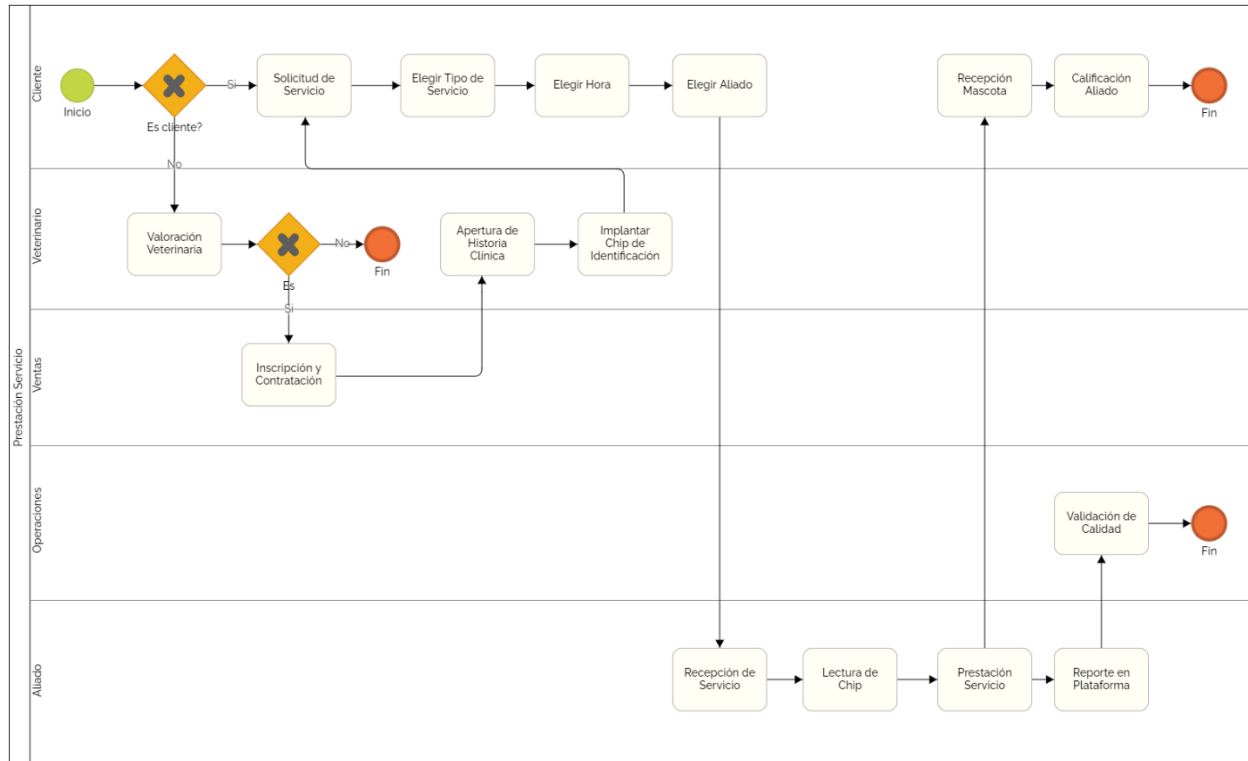 Prestación Servicio
Cliente
Inicio
Es cliente?
Si
No
Solicitud de
Servicio
Elegir Tipo de
Servicio
Elegir Hora
Elegir Aliado
Recepción
Mascota
Calificación
Aliado
Fin
Veterinario
Valoración
Veterinaria
Es
No
Si
Fin
Apertura de
Historia
Clínica
Implantar
Chip de
Identificación
Ventas
Inscripción y
Contratación
Operaciones
Validación de
Calidad
Fin
Aliado
Recepción de
Servicio
Lectura de
Chip
Prestación
Servicio
Reporte en
Plataforma